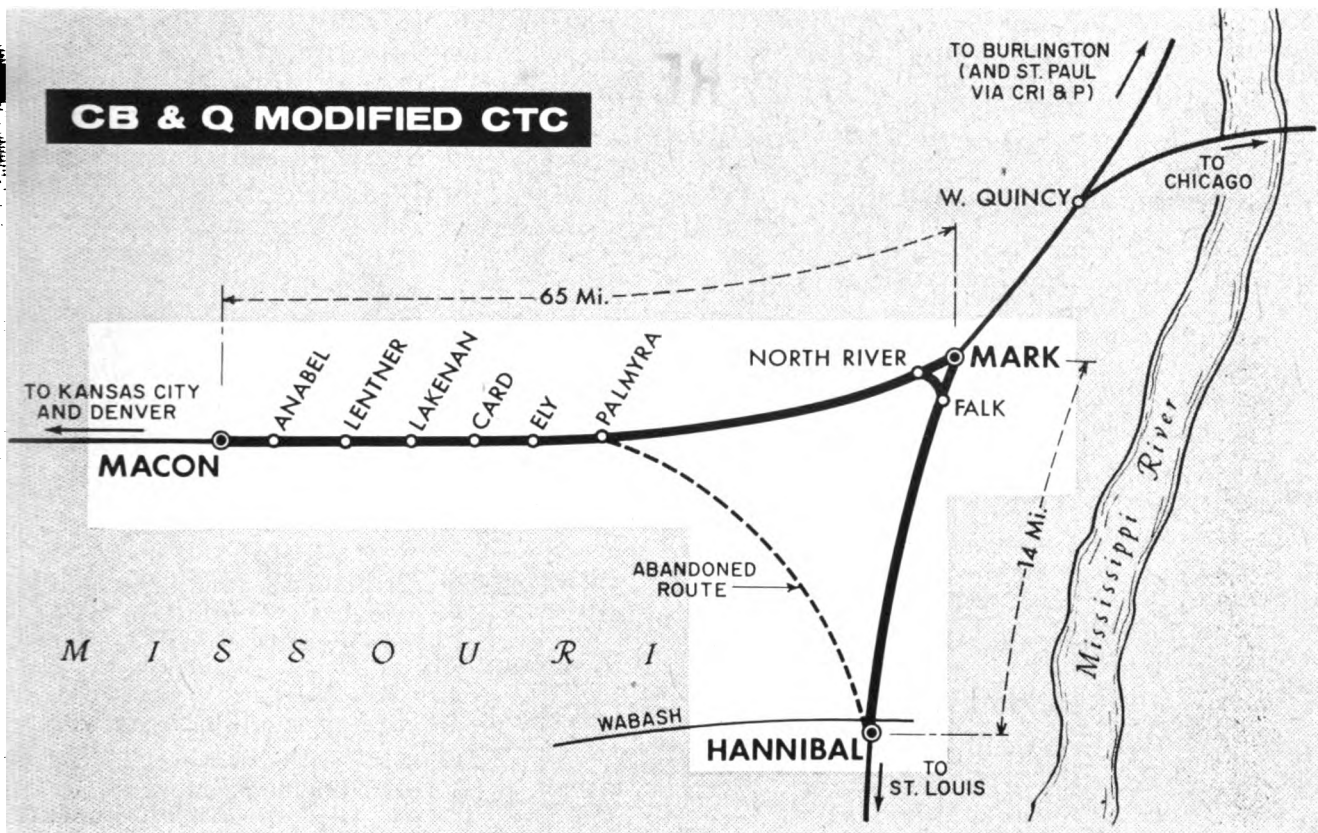 TO BURLINGTON
(AND ST. PAUL
VIA CRI & P)
CB & Q MODIFIED CTC
TO
CHICAGO
W. QUINCY
65 Mi.
NORTH RIVER
MARK
TO KANSAS CITY
AND DENVER
ANABEL
LENTNER
LAKENAN
CARD
ELY
PALMYRA
FALK
MACON
14 Mi.
Mississippi River
ABANDONED
ROUTE
MISSOURI
WABASH
HANNIBAL
TO
ST. LOUIS